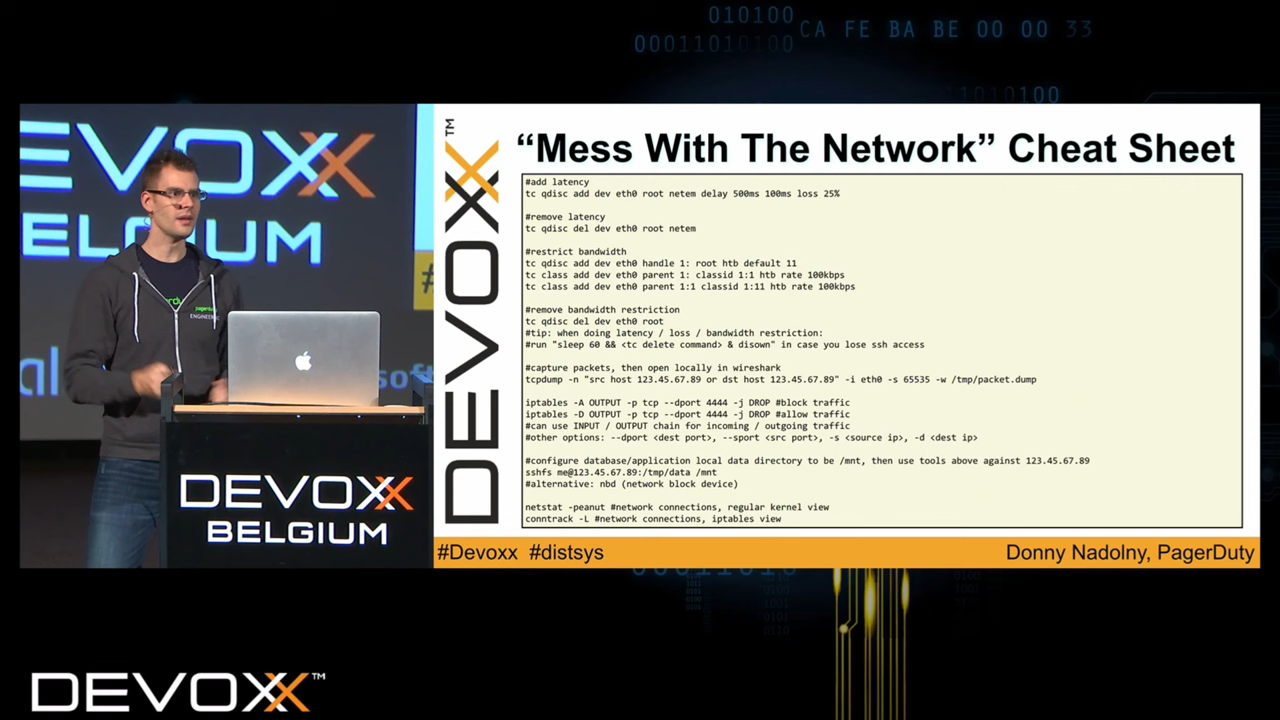 010100
00011010100
CA FE BA BE 00 00 33
1010100
DEVOXX™
"Mess With The Network" Cheat Sheet
#add latency
tc qdisc add dev eth0 root netem delay 500ms 100ms loss 25%
#remove latency
tc qdisc del dev eth0 root netem
#restrict bandwidth
tc qdisc add dev eth0 handle 1: root htb default 11
tc class add dev eth0 parent 1: classid 1:1 htb rate 100kbps
tc class add dev eth0 parent 1:1 classid 1:11 htb rate 100kbps
#remove bandwidth restriction
tc qdisc del dev eth0 root
#tip: when doing latency / loss / bandwidth restriction:
#run "sleep 60 && <tc delete command> & disown" in case you lose ssh access
#capture packets, then open locally in wireshark
tcpdump -n "src host 123.45.67.89 or dst host 123.45.67.89" -i eth0 -s 65535 -w /tmp/packet.dump
iptables -A OUTPUT -p tcp --dport 4444 -j DROP #block traffic
iptables -D OUTPUT -p tcp --dport 4444 -j DROP #allow traffic
#can use INPUT / OUTPUT chain for incoming / outgoing traffic
#other options: --dport <dest port>, --sport <src port>, -s <source ip>, -d <dest ip>
#configure database/application local data directory to be /mnt, then use tools above against 123.45.67.89
sshfs me@123.45.67.89:/tmp/data /mnt
#alternative: nbd (network block device)
netstat -peanut #network connections, regular kernel view
conntrack -L #network connections, iptables view
#Devoxx #distsys
Donny Nadolny, PagerDuty
EVOXX
ELGIUM
pagerdu
ENGINEER
DEVOXX
BELGIUM
DEVOXX™